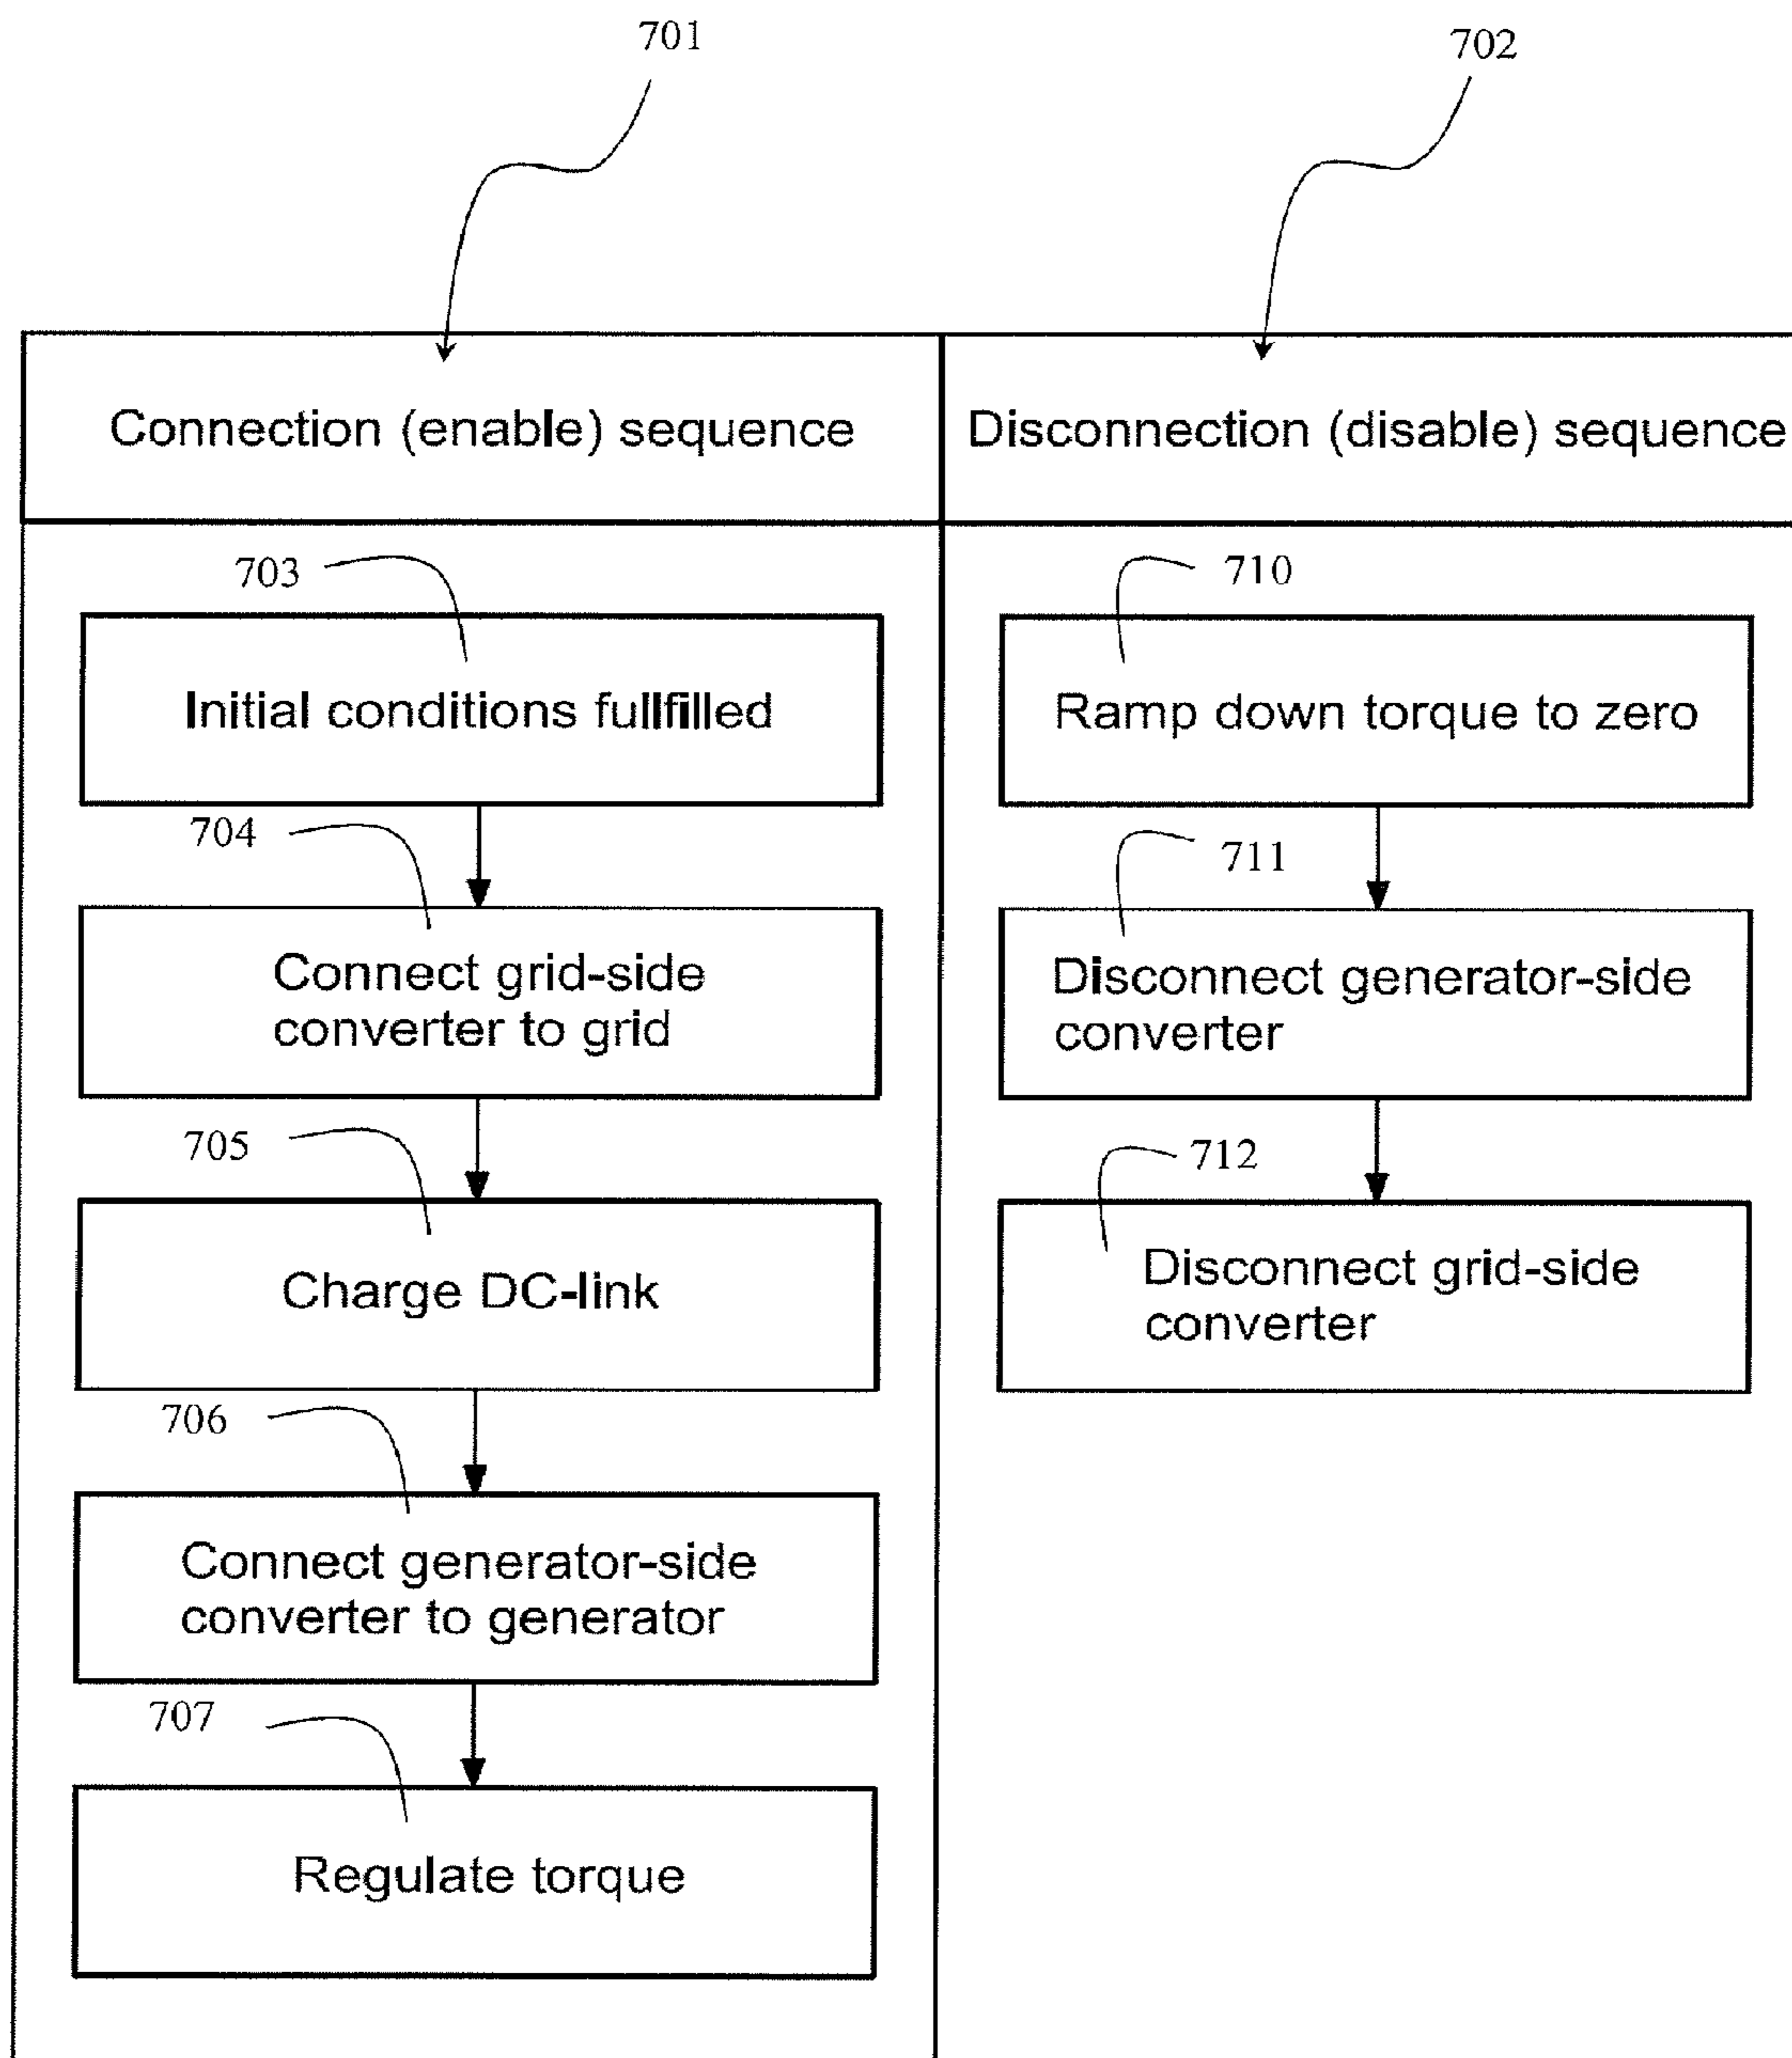 701
702
Connection (enable) sequence
Disconnection (disable) sequence
703
Initial conditions fullfilled
704
Connect grid-side
converter to grid
705
Charge DC-link
706
Connect generator-side
converter to generator
707
Regulate torque
710
Ramp down torque to zero
711
Disconnect generator-side
converter
712
Disconnect grid-side
converter